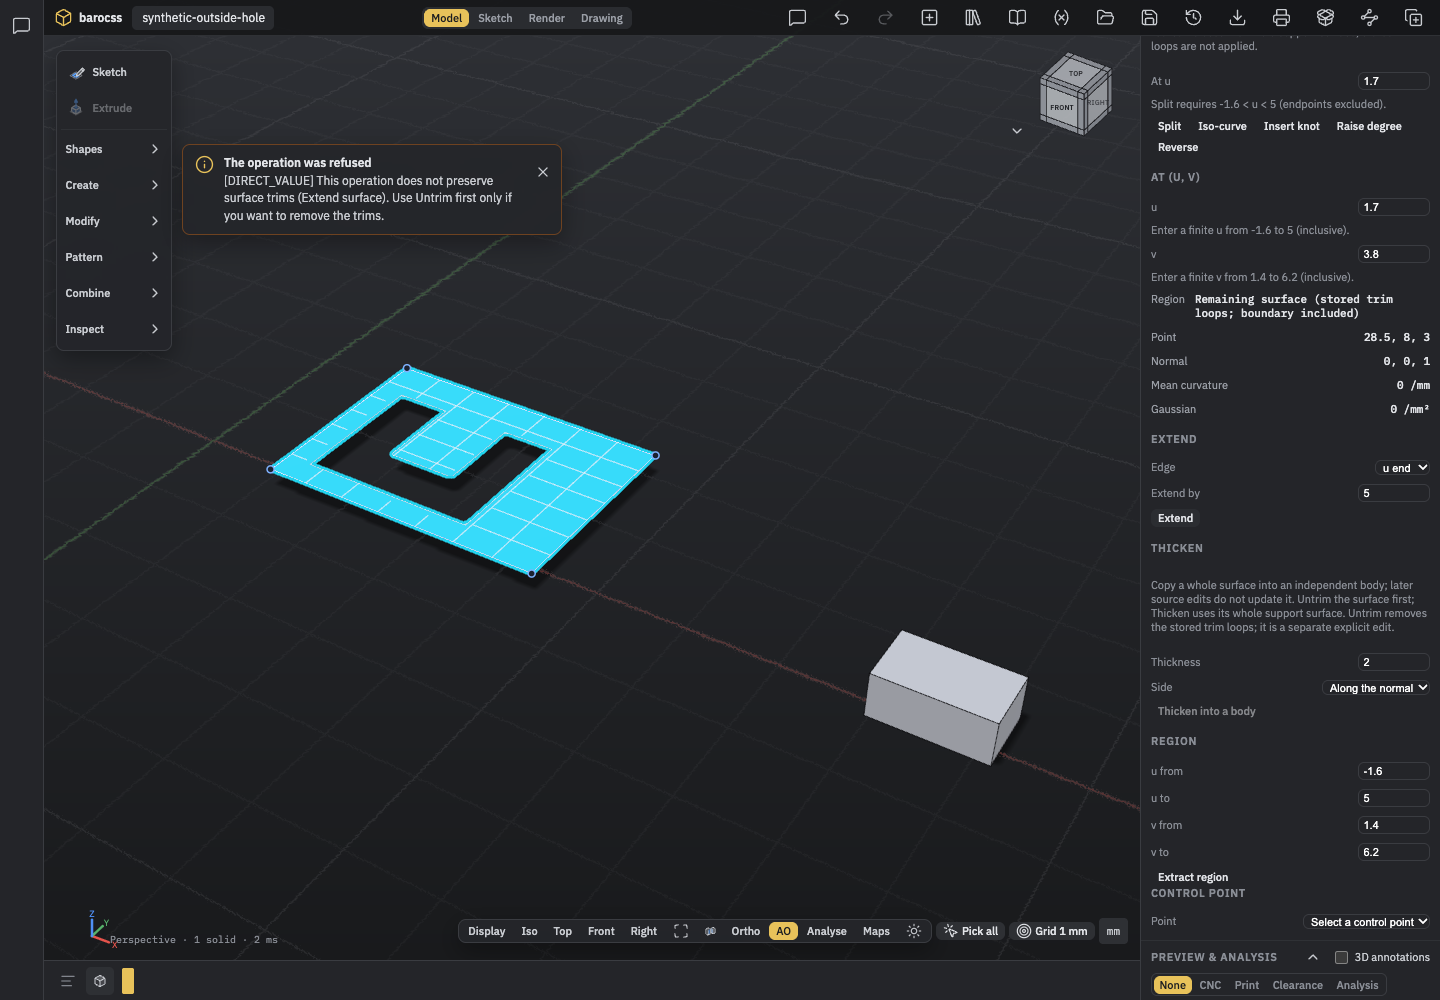 barocss
synthetic-outside-hole
Model
Sketch
Render
Drawing
Sketch
Extrude
Shapes
Create
Modify
Pattern
Combine
Inspect
The operation was refused
[DIRECT_VALUE] This operation does not preserve
surface trims (Extend surface). Use Untrim first only if
you want to remove the trims.
TOP
FRONT
RIGHT
Z
Y
X
Perspective · 1 solid · 2 ms
Display
Iso
Top
Front
Right
Ortho
AO
Analyse
Maps
Pick all
Grid 1 mm
mm
loops are not applied.
At u 1.7
Split requires -1.6 < u < 5 (endpoints excluded).
Split Iso-curve Insert knot Raise degree
Reverse
AT (U, V)
u 1.7
Enter a finite u from -1.6 to 5 (inclusive).
v 3.8
Enter a finite v from 1.4 to 6.2 (inclusive).
Region Remaining surface (stored trim
loops; boundary included)
Point 28.5, 8, 3
Normal 0, 0, 1
Mean curvature 0 /mm
Gaussian 0 /mm²
EXTEND
Edge u end
Extend by 5
Extend
THICKEN
Copy a whole surface into an independent body; later
source edits do not update it. Untrim the surface first;
Thicken uses its whole support surface. Untrim removes
the stored trim loops; it is a separate explicit edit.
Thickness 2
Side Along the normal
Thicken into a body
REGION
u from -1.6
u to 5
v from 1.4
v to 6.2
Extract region
CONTROL POINT
Point Select a control point
PREVIEW & ANALYSIS 3D annotations
None CNC Print Clearance Analysis